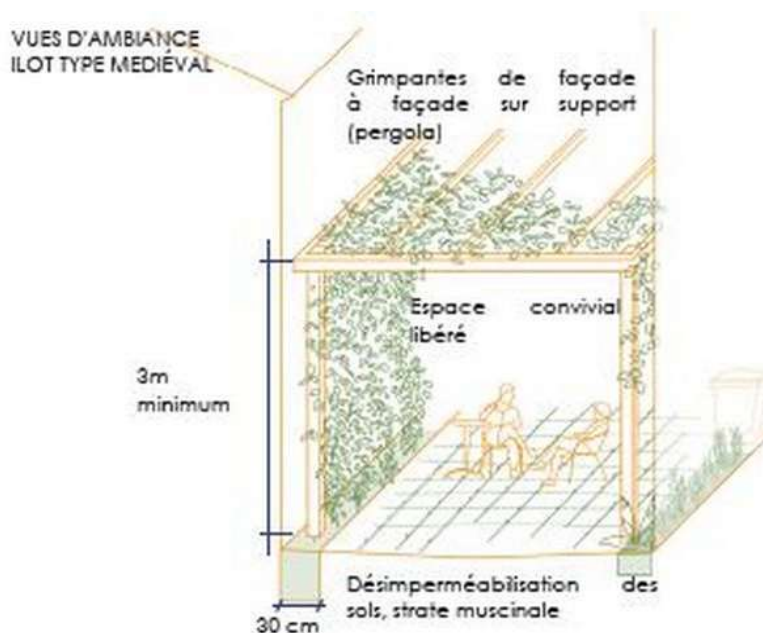 VUES D'AMBIANCE
ILOT TYPE MEDIÉVAL
Grimpantes de façade
à façade sur support
(pergola)
Espace convivial
libéré
3m
minimum
Désimperméabilisation des
sols, strate muscinale
30 cm